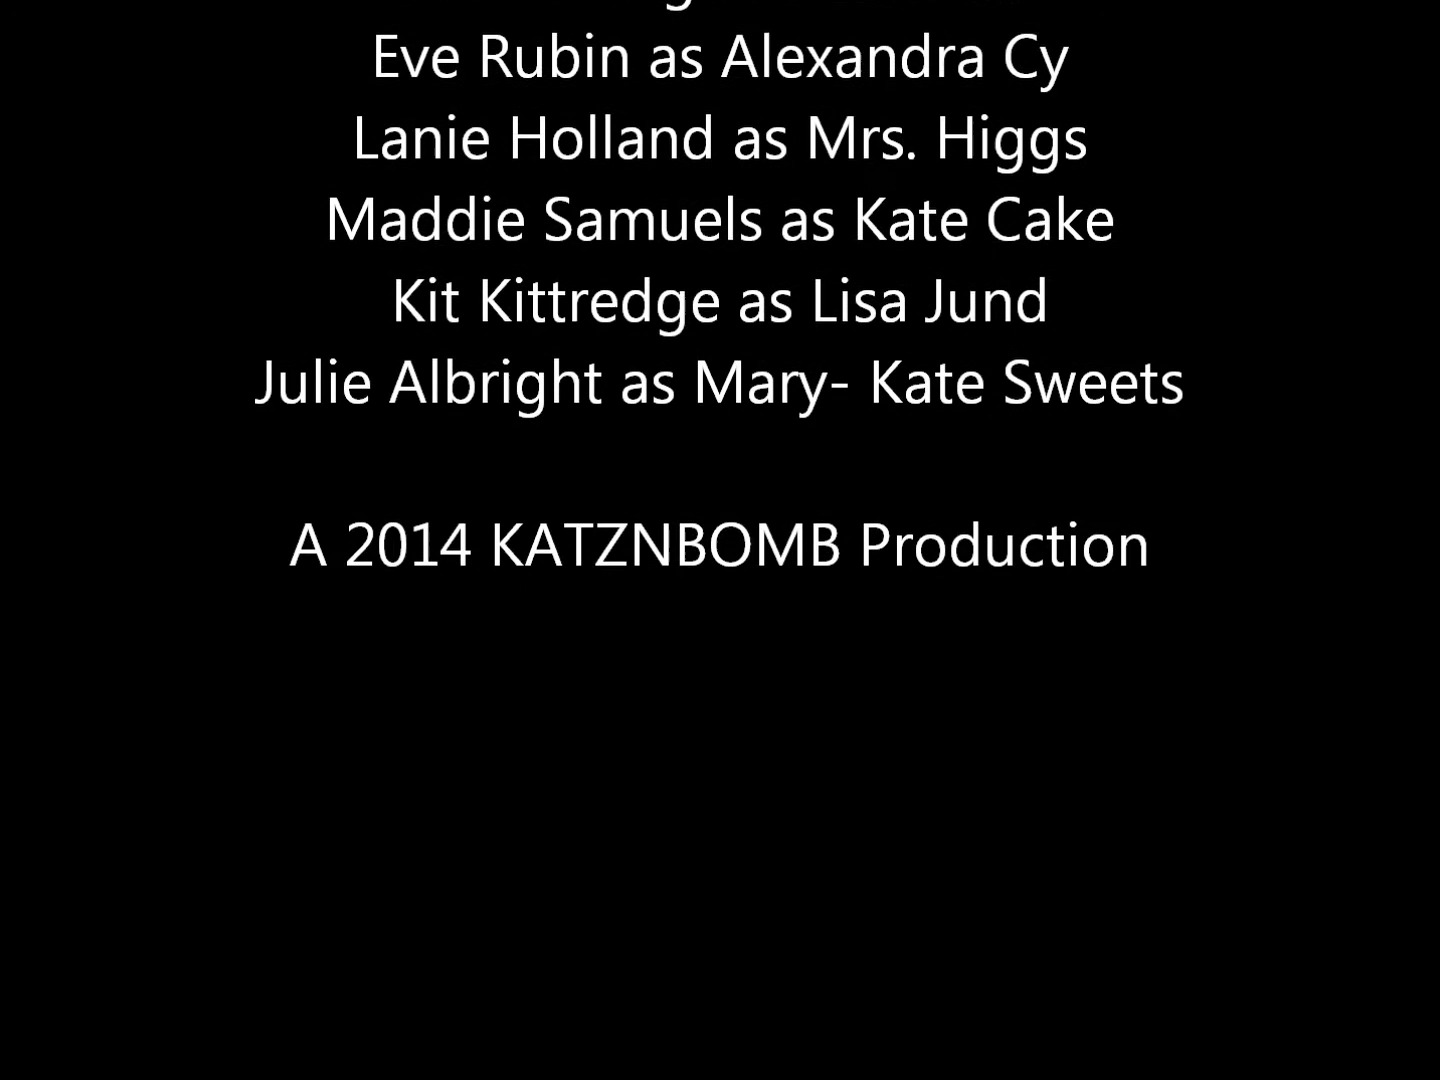 Eve Rubin as Alexandra Cy
Lanie Holland as Mrs. Higgs
Maddie Samuels as Kate Cake
Kit Kittredge as Lisa Jund
Julie Albright as Mary- Kate Sweets
A 2014 KATZNBOMB Production